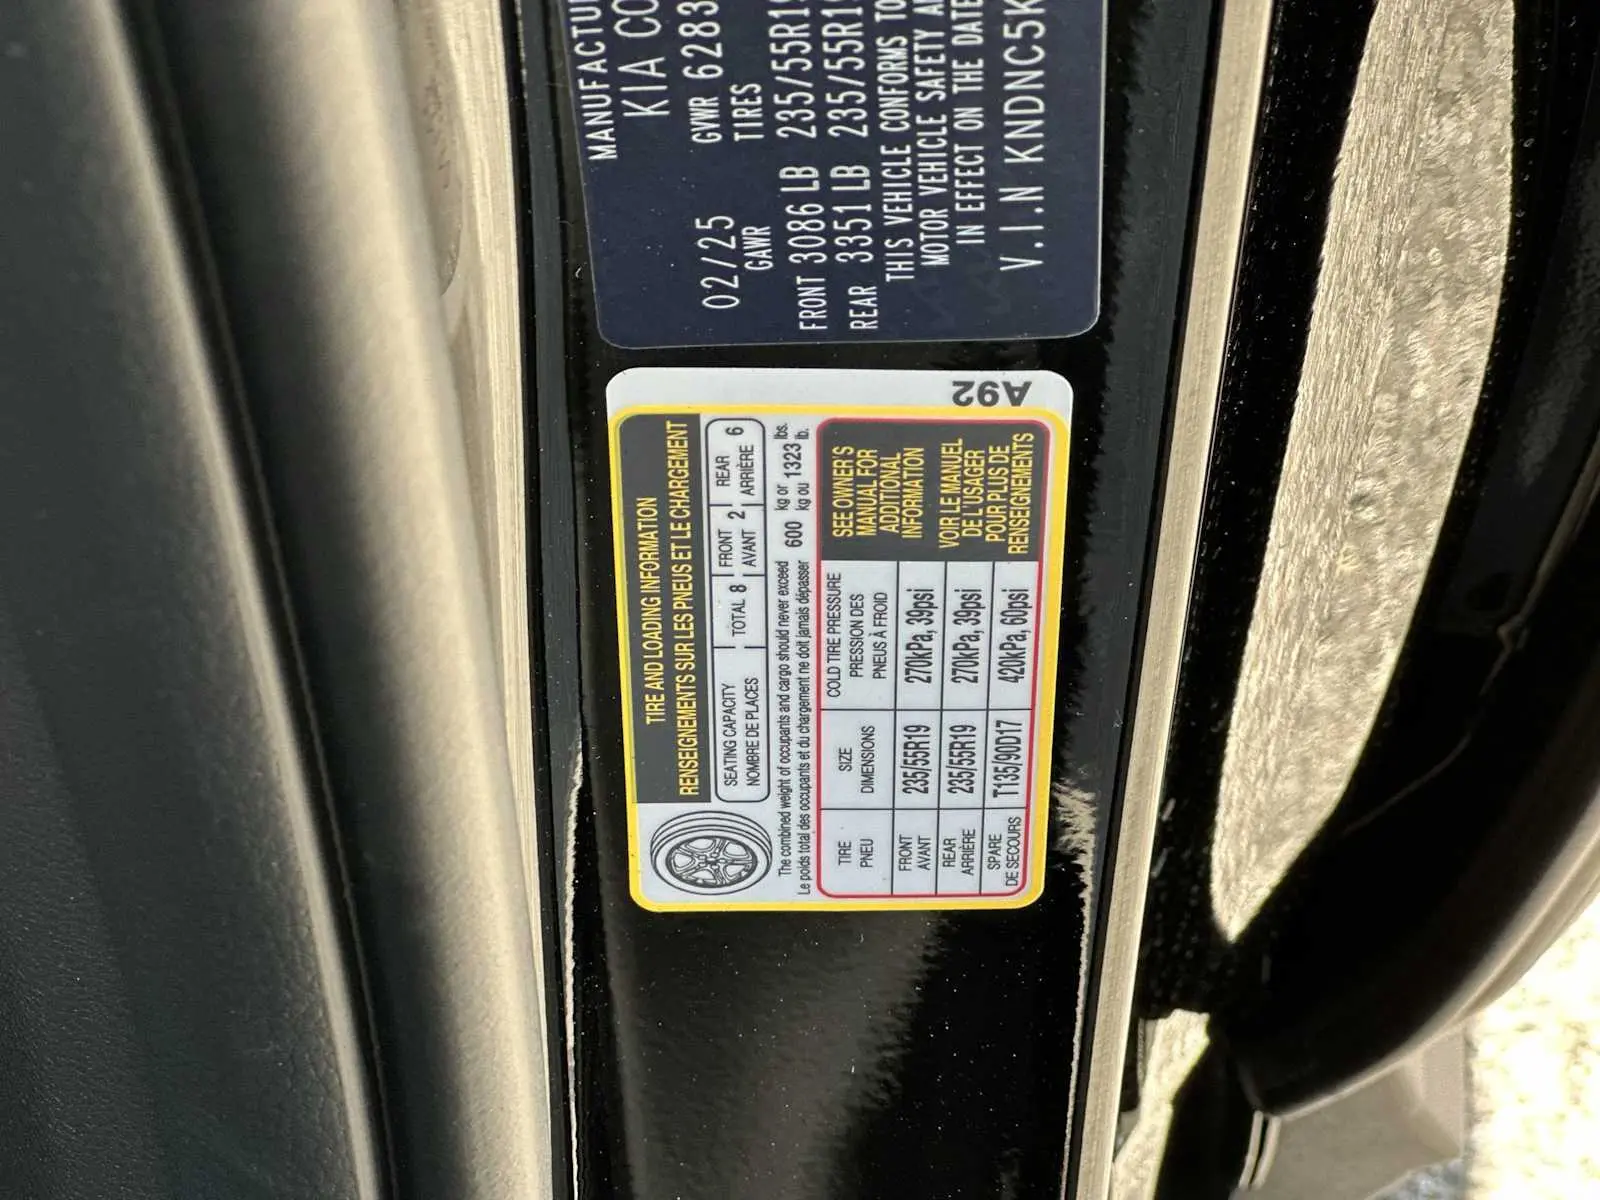 MANUFACTU
KIA CO
02/25 GVWR 6283
GAWR TIRES
FRONT 3086 LB 235/55R19
REAR 3351 LB 235/55R19
THIS VEHICLE CONFORMS TO
MOTOR VEHICLE SAFETY A
IN EFFECT ON THE DATE
V.I.N KNDNC5K
A92
TIRE AND LOADING INFORMATION
RENSEIGNEMENTS SUR LES PNEUS ET LE CHARGEMENT
SEATING CAPACITY TOTAL 8 FRONT 2 REAR 6
NOMBRE DE PLACES AVANT ARRIÈRE
The combined weight of occupants and cargo should never exceed 600 kg or 1323 lbs.
Le poids total des occupants et du chargement ne doit jamais dépasser kg ou lb.
TIRE SIZE COLD TIRE PRESSURE
PNEU DIMENSIONS PRESSION DES
PNEUS À FROID
FRONT 235/55R19 270kPa, 39psi
AVANT
REAR 235/55R19 270kPa, 39psi
ARRIÈRE
SPARE T135/90D17 420kPa, 60psi
DE SECOURS
SEE OWNER'S
MANUAL FOR
ADDITIONAL
INFORMATION
VOIR LE MANUEL
DE L'USAGER
POUR PLUS DE
RENSEIGNEMENTS